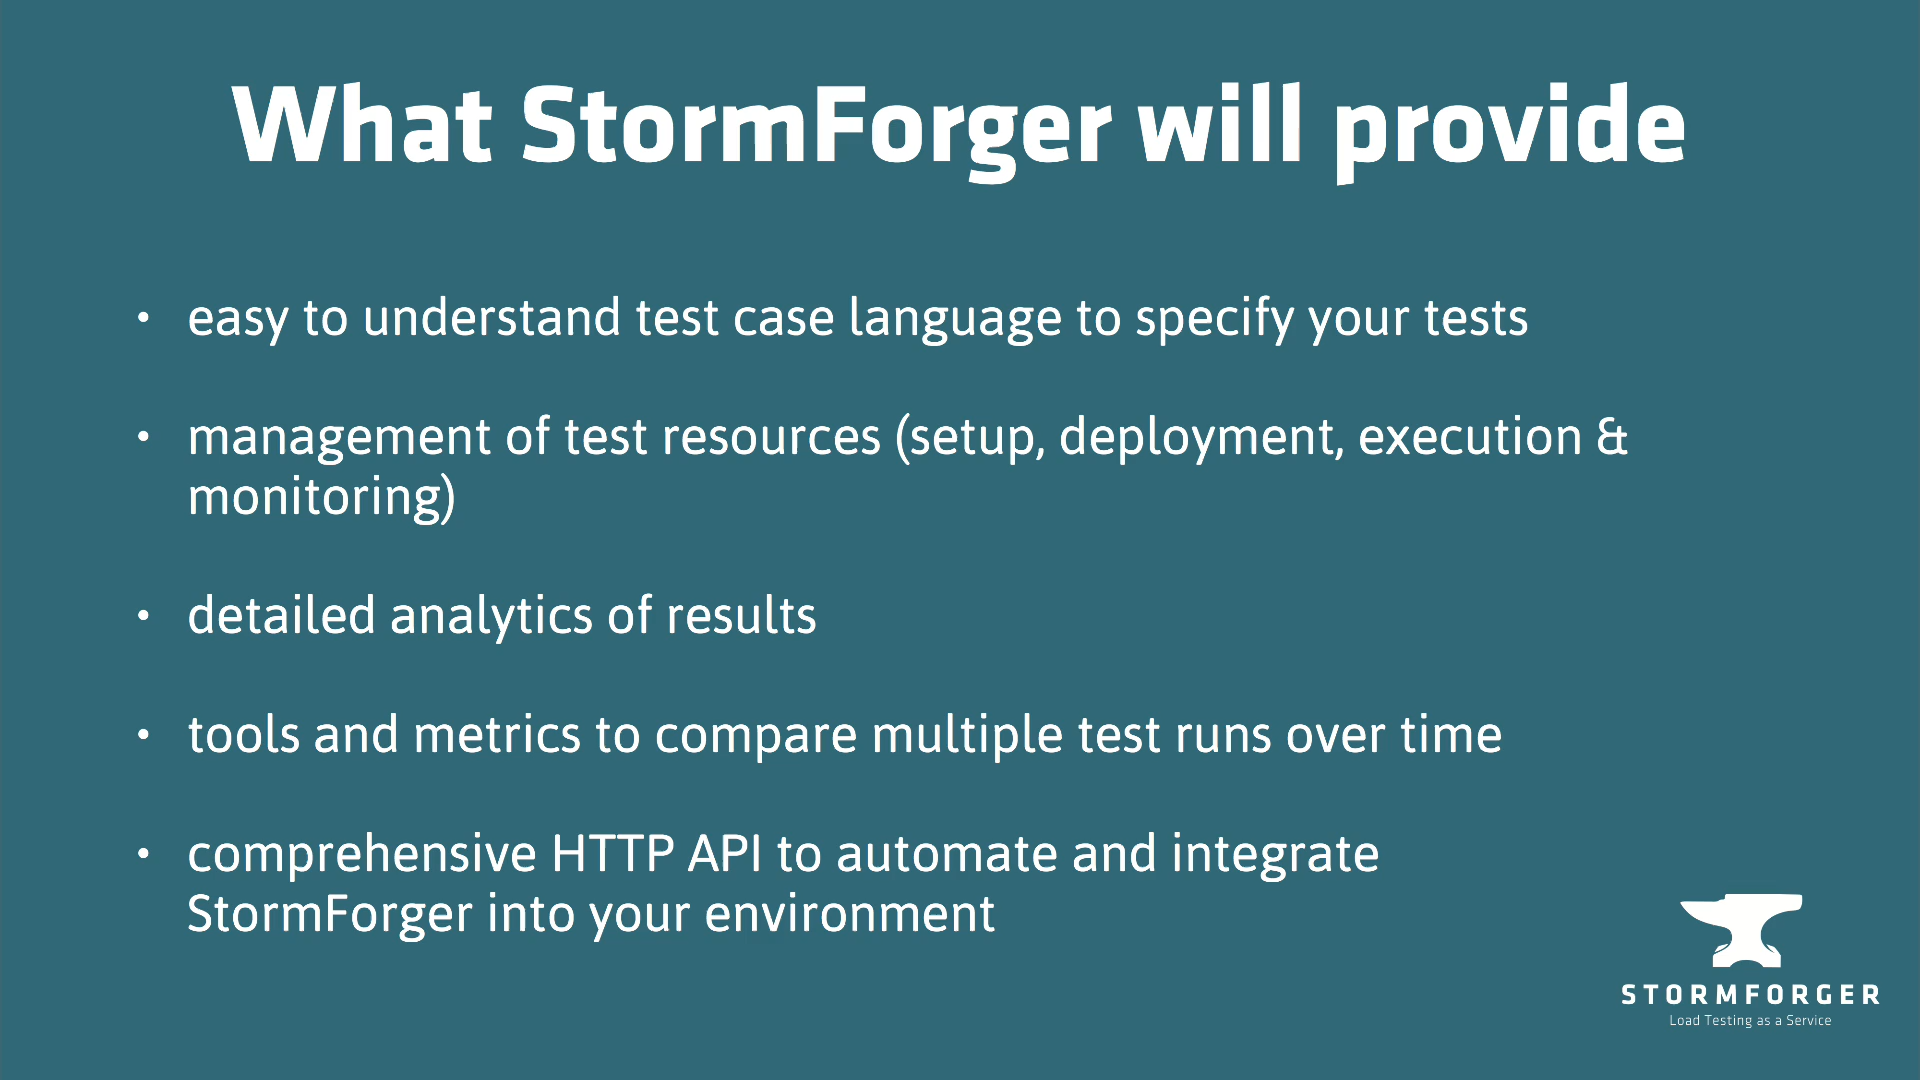 What StormForger will provide
• easy to understand test case language to specify your tests
• management of test resources (setup, deployment, execution &
monitoring)
• detailed analytics of results
• tools and metrics to compare multiple test runs over time
• comprehensive HTTP API to automate and integrate
StormForger into your environment
STORMFORGER
Load Testing as a Service